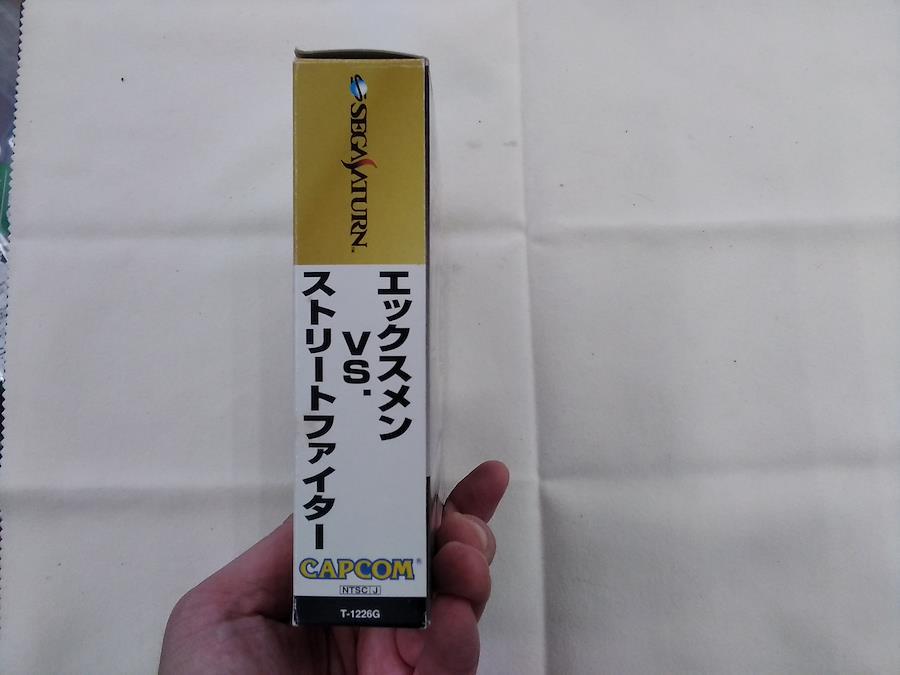 SEGA SATURN™
エックスメン
VS.
ストリートファイター
CAPCOM®
NTSC J
T-1226G